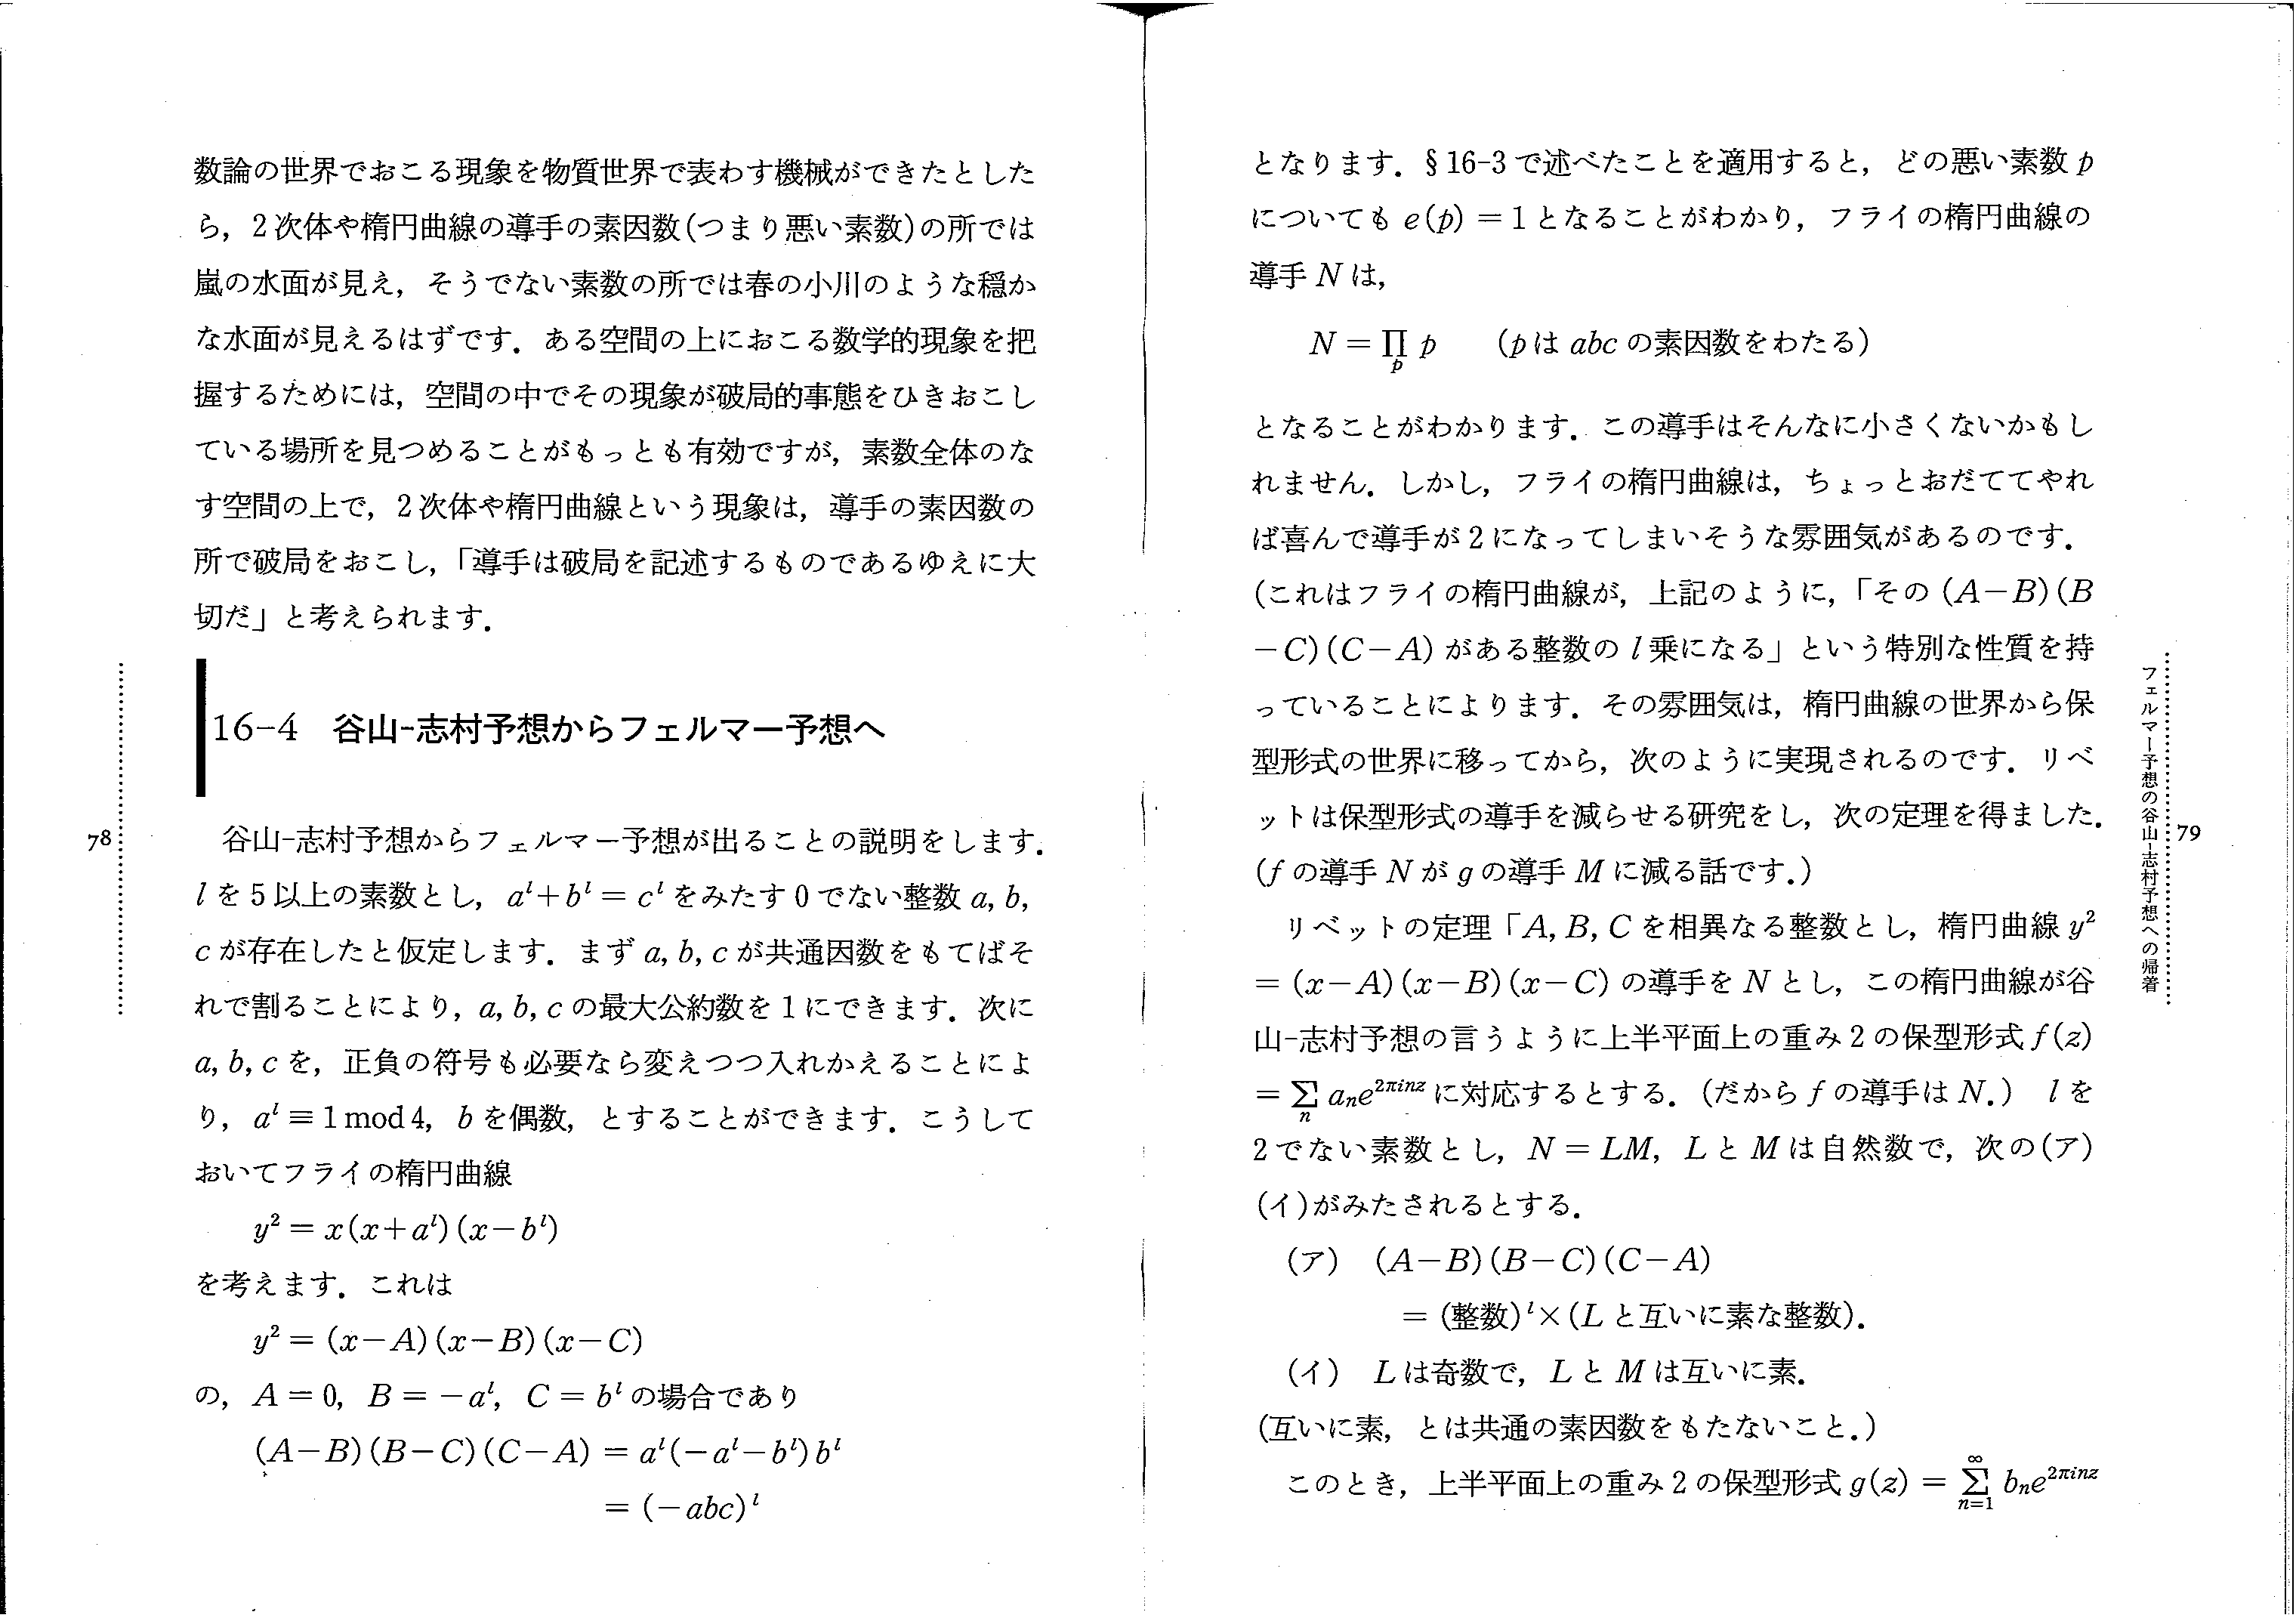 数論の世界でおこる現象を物質世界で表わす機械ができたとした
ら，2次体や楕円曲線の導手の素因数(つまり悪い素数)の所では
嵐の水面が見え，そうでない素数の所では春の小川のような穏か
な水面が見えるはずです．ある空間の上におこる数学的現象を把
握するためには，空間の中でその現象が破局的事態をひきおこし
ている場所を見つめることがもっとも有効ですが，素数全体のな
す空間の上で，2次体や楕円曲線という現象は，導手の素因数の
所で破局をおこし，「導手は破局を記述するものであるゆえに大
切だ」と考えられます．
16-4　谷山-志村予想からフェルマー予想へ
谷山-志村予想からフェルマー予想が出ることの説明をします．
l を5以上の素数とし，a^l+b^l = c^l をみたす0でない整数 a, b,
c が存在したと仮定します．まず a, b, c が共通因数をもてばそ
れで割ることにより，a, b, c の最大公約数を1にできます．次に
a, b, c を，正負の符号も必要なら変えつつ入れかえることによ
り，a^l ≡ 1 mod 4，b を偶数，とすることができます．こうして
おいてフライの楕円曲線
y² = x(x+a^l)(x−b^l)
を考えます．これは
y² = (x−A)(x−B)(x−C)
の，A = 0，B = −a^l，C = b^l の場合であり
(A−B)(B−C)(C−A) = a^l(−a^l−b^l)b^l
= (−abc)^l
78
となります．§16-3で述べたことを適用すると，どの悪い素数 p
についても e(p) = 1 となることがわかり，フライの楕円曲線の
導手 N は，
N = ∏_p p　（p は abc の素因数をわたる）
となることがわかります．この導手はそんなに小さくないかもし
れません．しかし，フライの楕円曲線は，ちょっとおだててやれ
ば喜んで導手が2になってしまいそうな雰囲気があるのです．
(これはフライの楕円曲線が，上記のように，「その (A−B)(B
−C)(C−A) がある整数の l 乗になる」という特別な性質を持
っていることによります．その雰囲気は，楕円曲線の世界から保
型形式の世界に移ってから，次のように実現されるのです．リベ
ットは保型形式の導手を減らせる研究をし，次の定理を得ました．
(f の導手 N が g の導手 M に減る話です．)
リベットの定理「A, B, C を相異なる整数とし，楕円曲線 y²
= (x−A)(x−B)(x−C) の導手を N とし，この楕円曲線が谷
山-志村予想の言うように上半平面上の重み2の保型形式 f(z)
= ∑_n a_n e^{2πinz} に対応するとする．(だから f の導手は N．)　l を
2でない素数とし，N = LM，L と M は自然数で，次の(ア)
(イ)がみたされるとする．
(ア)　(A−B)(B−C)(C−A)
= (整数)^l×(L と互いに素な整数)．
(イ)　L は奇数で，L と M は互いに素．
(互いに素，とは共通の素因数をもたないこと．)
このとき，上半平面上の重み2の保型形式 g(z) = ∑_{n=1}^∞ b_n e^{2πinz}
フェルマー予想の谷山-志村予想への帰着
79